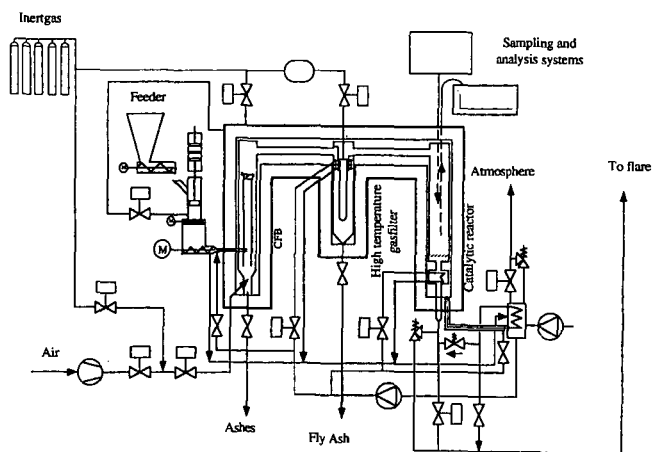 Inertgas
Sampling and
analysis systems
Feeder
To flare
Atmosphere
M
CFB
High temperature
gasfilter
Catalytic reactor
M
M
Air
Ashes
Fly Ash